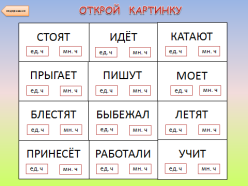 ОТКРОЙ КАРТИНКУ
СТОЯТ ИДЁТ КАТАЮТ
ед. ч мн. ч ед. ч мн. ч ед. ч мн. ч
ПРЫГАЕТ ПИШУТ МОЕТ
ед. ч мн. ч ед. ч мн. ч ед. ч мн. ч
БЛЕСТЯТ ВЫБЕЖАЛ ЛЕТЯТ
ед. ч мн. ч ед. ч мн. ч ед. ч мн. ч
ПРИНЕСЁТ РАБОТАЛИ УЧИТ
ед. ч мн. ч ед. ч мн. ч ед. ч мн. ч